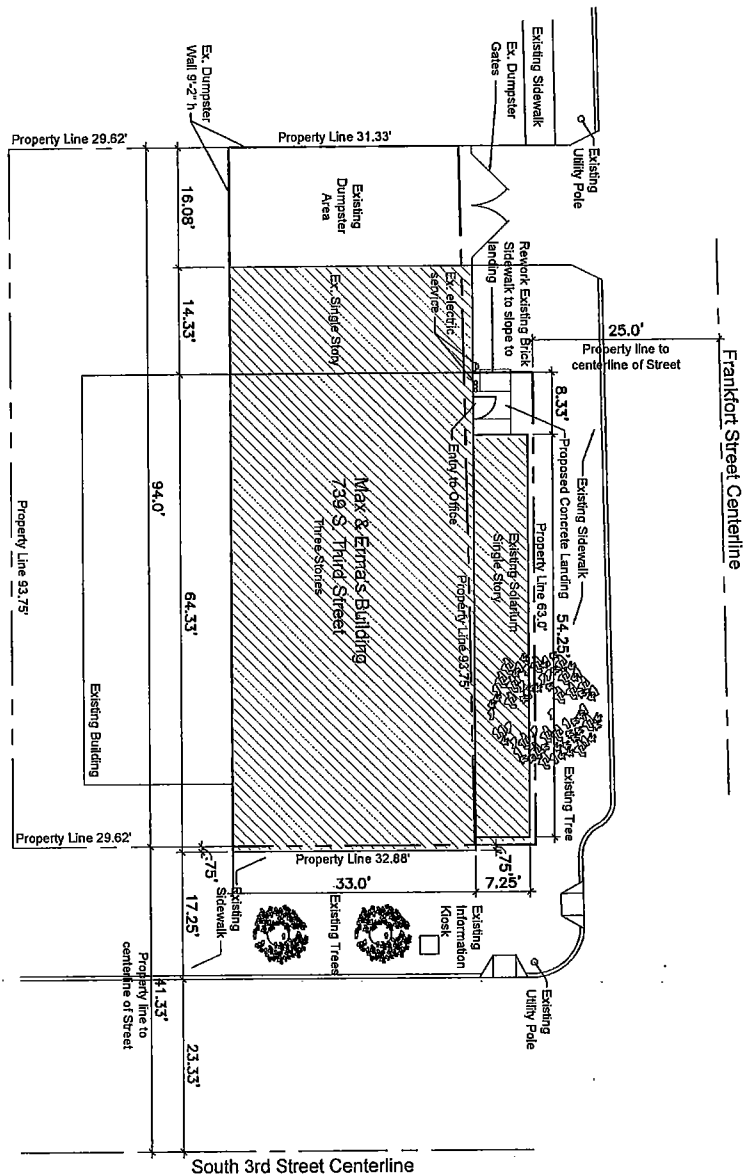 Existing Sidewalk
Ex. Dumpster
Gates
Existing
Utility Pole
Ex. Dumpster
Wall 9'-2" h
Property Line 29.62'
Property Line 31.33'
16.08'
Existing
Dumpster
Area
Rework Existing Brick
Sidewalk to slope to
landing
Ex. electric
service
25.0'
Property line to
centerline of Street
Frankfort Street Centerline
14.33'
Ex. Single Story
8.33'
Proposed Concrete Landing
Existing Sidewalk
Entry to Office
94.0'
64.33'
Max & Erma's Building
739 S. Third Street
Three Stories
Existing Solarium
Single Story
Property Line 63.0'
54.25'
Property Line 93.75'
Property Line 93.75'
Existing Building
Existing Tree
Property Line 29.62'
Property Line 32.88'
.75'
.75'
33.0'
7.25'
17.25'
Existing
Sidewalk
Existing Trees
Existing
Information
Kiosk
Existing
Utility Pole
Property line to
centerline of Street
41.33'
23.33'
South 3rd Street Centerline